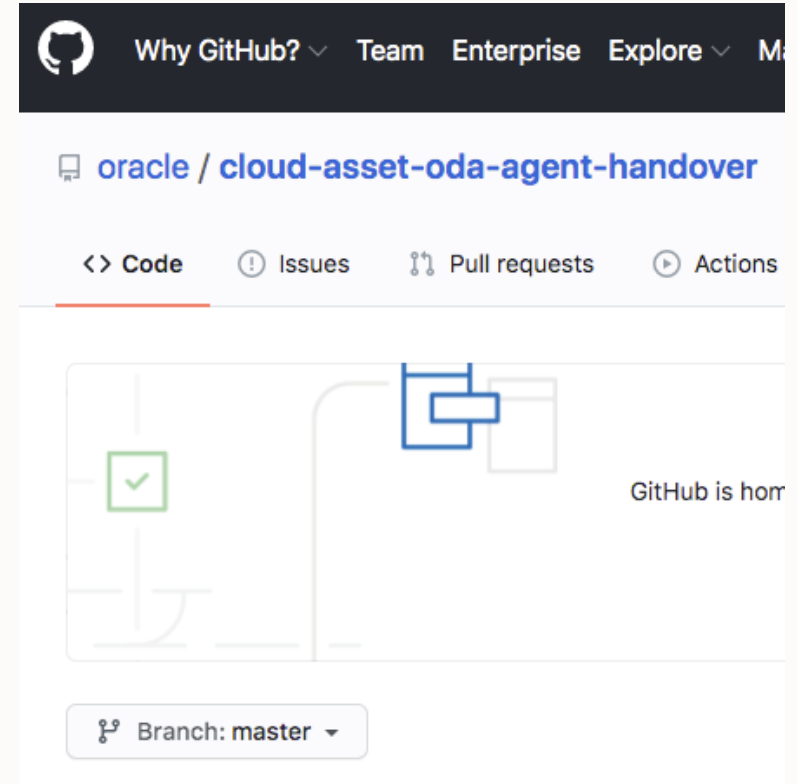 Why GitHub? Team Enterprise Explore
oracle / cloud-asset-oda-agent-handover
<> Code Issues Pull requests Actions
GitHub is
Branch: master